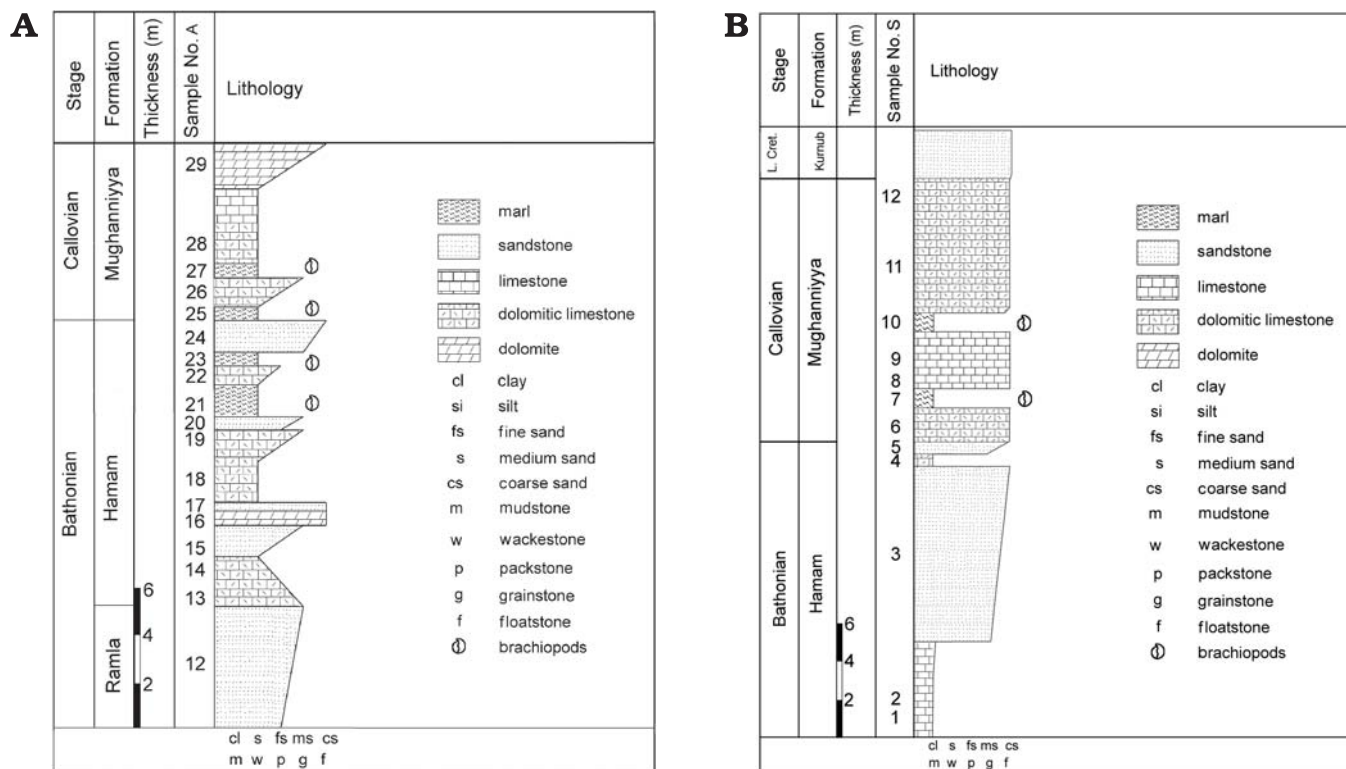 A
Stage
Formation
Thickness (m)
Sample No. A
Lithology
Callovian
Bathonian
Mughanniyya
Hamam
Ramla
6
4
2
29
28
27
26
25
24
23
22
21
20
19
18
17
16
15
14
13
12
marl
sandstone
limestone
dolomitic limestone
dolomite
cl clay
si silt
fs fine sand
s medium sand
cs coarse sand
m mudstone
w wackestone
p packstone
g grainstone
f floatstone
brachiopods
cl s fs ms cs
m w p g f
B
Stage
Formation
Thickness (m)
Sample No. S
Lithology
L. Cret.
Callovian
Bathonian
Kurnub
Mughanniyya
Hamam
6
4
2
12
11
10
9
8
7
6
5
4
3
2
1
marl
sandstone
limestone
dolomitic limestone
dolomite
cl clay
si silt
fs fine sand
s medium sand
cs coarse sand
m mudstone
w wackestone
p packstone
g grainstone
f floatstone
brachiopods
cl s fs ms cs
m w p g f